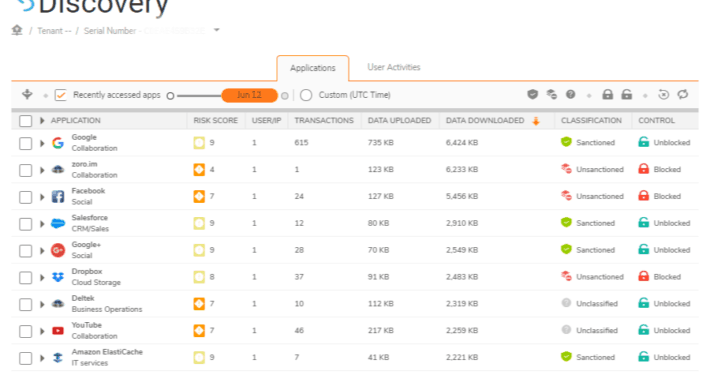 Discovery
/ Tenant -- / Serial Number -
Applications User Activities
Recently accessed apps Jun 12 Custom (UTC Time)
APPLICATION RISK SCORE USER/IP TRANSACTIONS DATA UPLOADED DATA DOWNLOADED CLASSIFICATION CONTROL
Google
Collaboration
9 1 615 735 KB 6,424 KB Sanctioned Unblocked
zoro.im
Collaboration
4 1 1 123 KB 6,233 KB Unsanctioned Blocked
Facebook
Social
7 1 24 127 KB 5,456 KB Unsanctioned Blocked
Salesforce
CRM/Sales
9 1 12 80 KB 2,910 KB Sanctioned Unblocked
Google+
Social
9 1 28 70 KB 2,549 KB Sanctioned Unblocked
Dropbox
Cloud Storage
8 1 37 91 KB 2,483 KB Unsanctioned Blocked
Deltek
Business Operations
7 1 10 112 KB 2,319 KB Unclassified Unblocked
YouTube
Collaboration
7 1 46 217 KB 2,259 KB Unclassified Unblocked
Amazon ElastiCache
IT services
9 1 7 41 KB 2,221 KB Sanctioned Unblocked